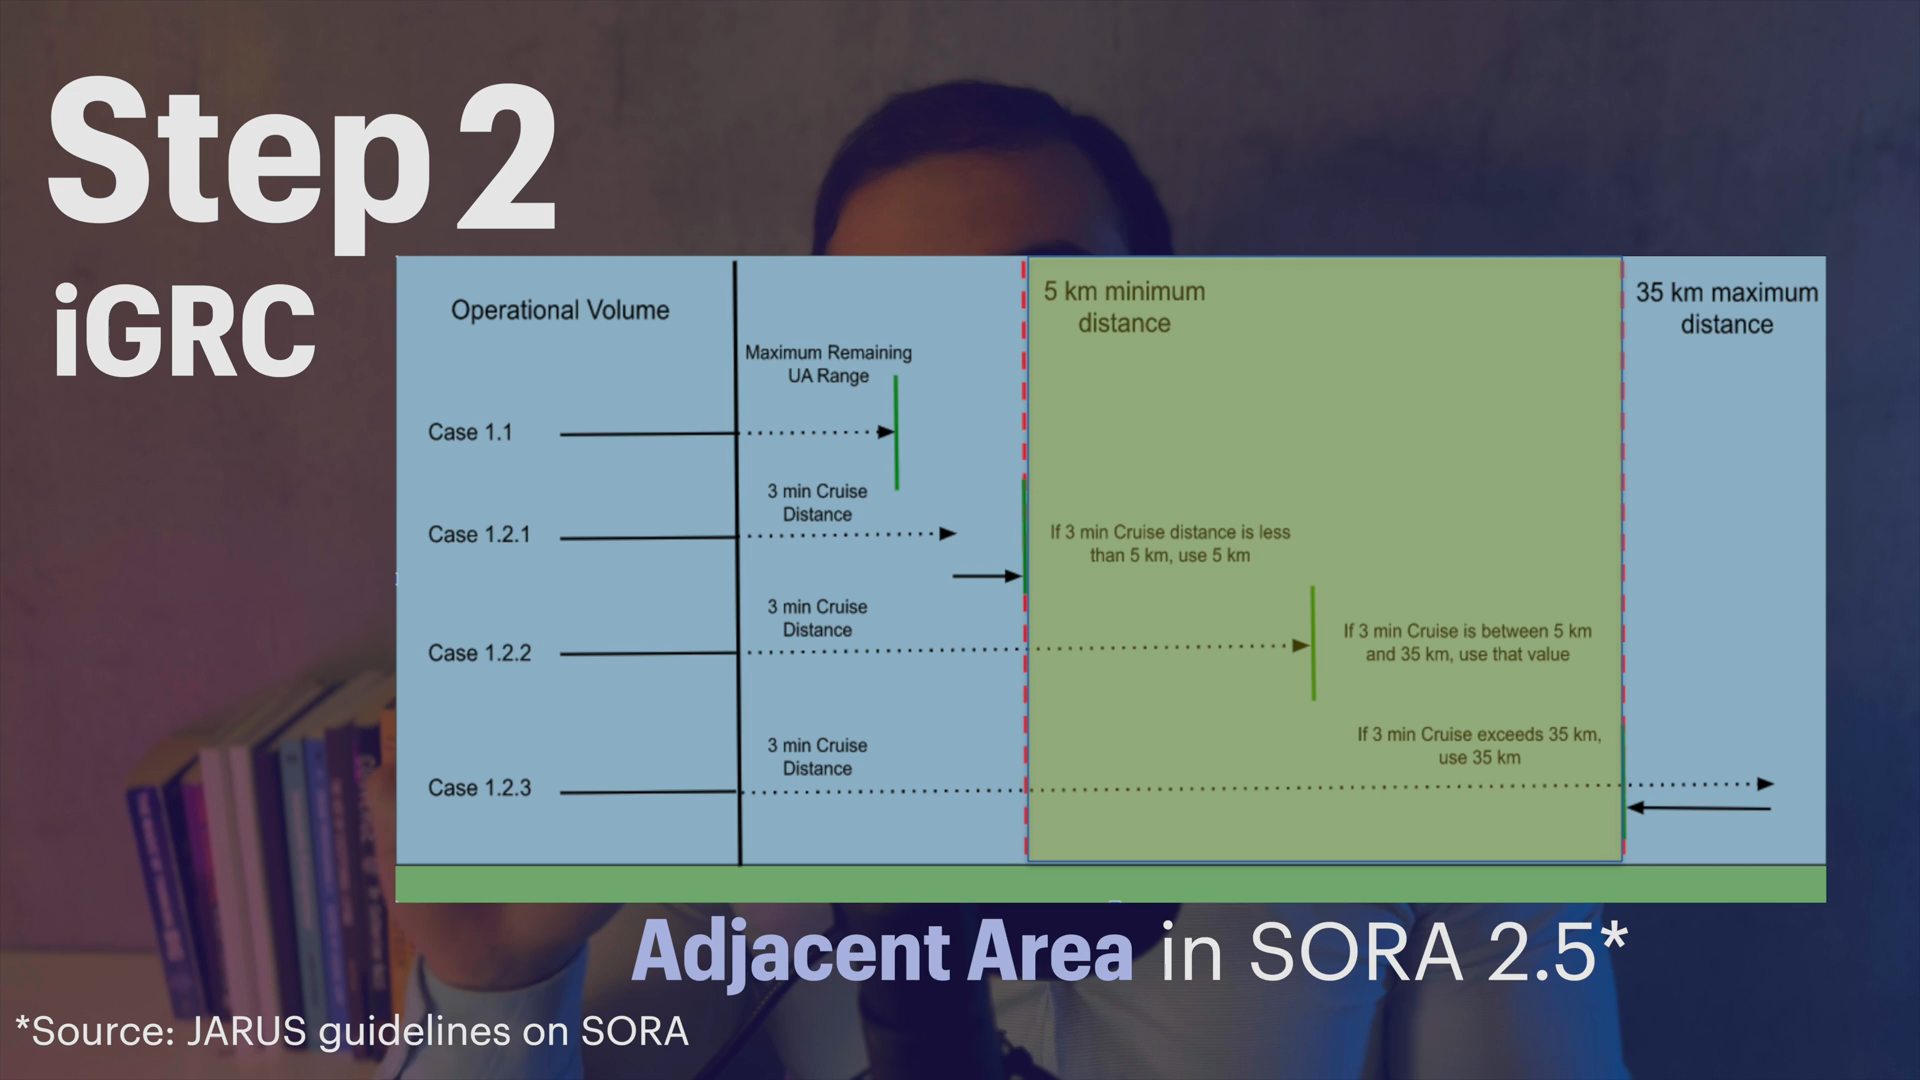 Step 2
iGRC
Operational Volume
5 km minimum
distance
35 km maximum
distance
Maximum Remaining
UA Range
Case 1.1
3 min Cruise
Distance
Case 1.2.1
If 3 min Cruise distance is less
than 5 km, use 5 km
3 min Cruise
Distance
Case 1.2.2
If 3 min Cruise is between 5 km
and 35 km, use that value
3 min Cruise
Distance
If 3 min Cruise exceeds 35 km,
use 35 km
Case 1.2.3
Adjacent Area in SORA 2.5*
*Source: JARUS guidelines on SORA